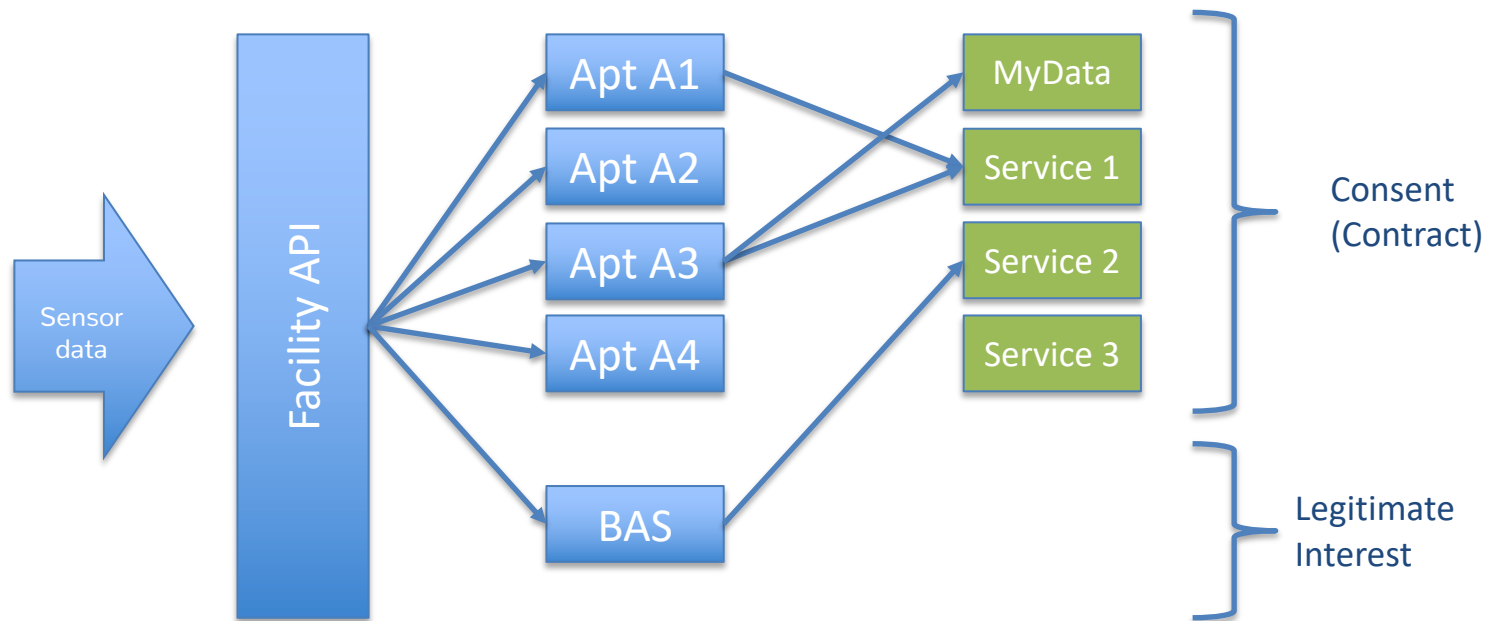 Sensor
data
Facility API
Apt A1
Apt A2
Apt A3
Apt A4
BAS
MyData
Service 1
Service 2
Service 3
Consent
(Contract)
Legitimate
Interest